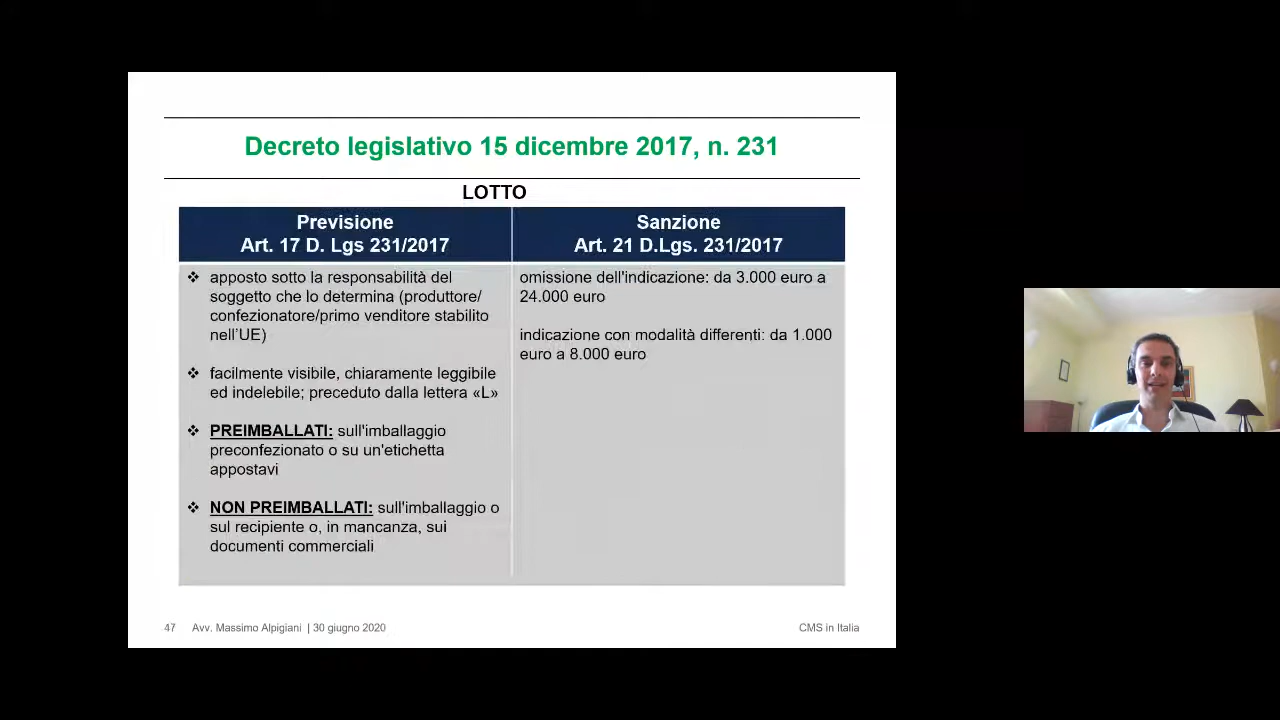 Decreto legislativo 15 dicembre 2017, n. 231
LOTTO
Previsione
Art. 17 D. Lgs 231/2017
❖ apposto sotto la responsabilità del
soggetto che lo determina (produttore/
confezionatore/primo venditore stabilito
nell'UE)
❖ facilmente visibile, chiaramente leggibile
ed indelebile; preceduto dalla lettera «L»
❖ PREIMBALLATI: sull'imballaggio
preconfezionato o su un'etichetta
appostavi
❖ NON PREIMBALLATI: sull'imballaggio o
sul recipiente o, in mancanza, sui
documenti commerciali
Sanzione
Art. 21 D.Lgs. 231/2017
omissione dell'indicazione: da 3.000 euro a
24.000 euro
indicazione con modalità differenti: da 1.000
euro a 8.000 euro
47 Avv. Massimo Alpigiani | 30 giugno 2020
CMS in Italia